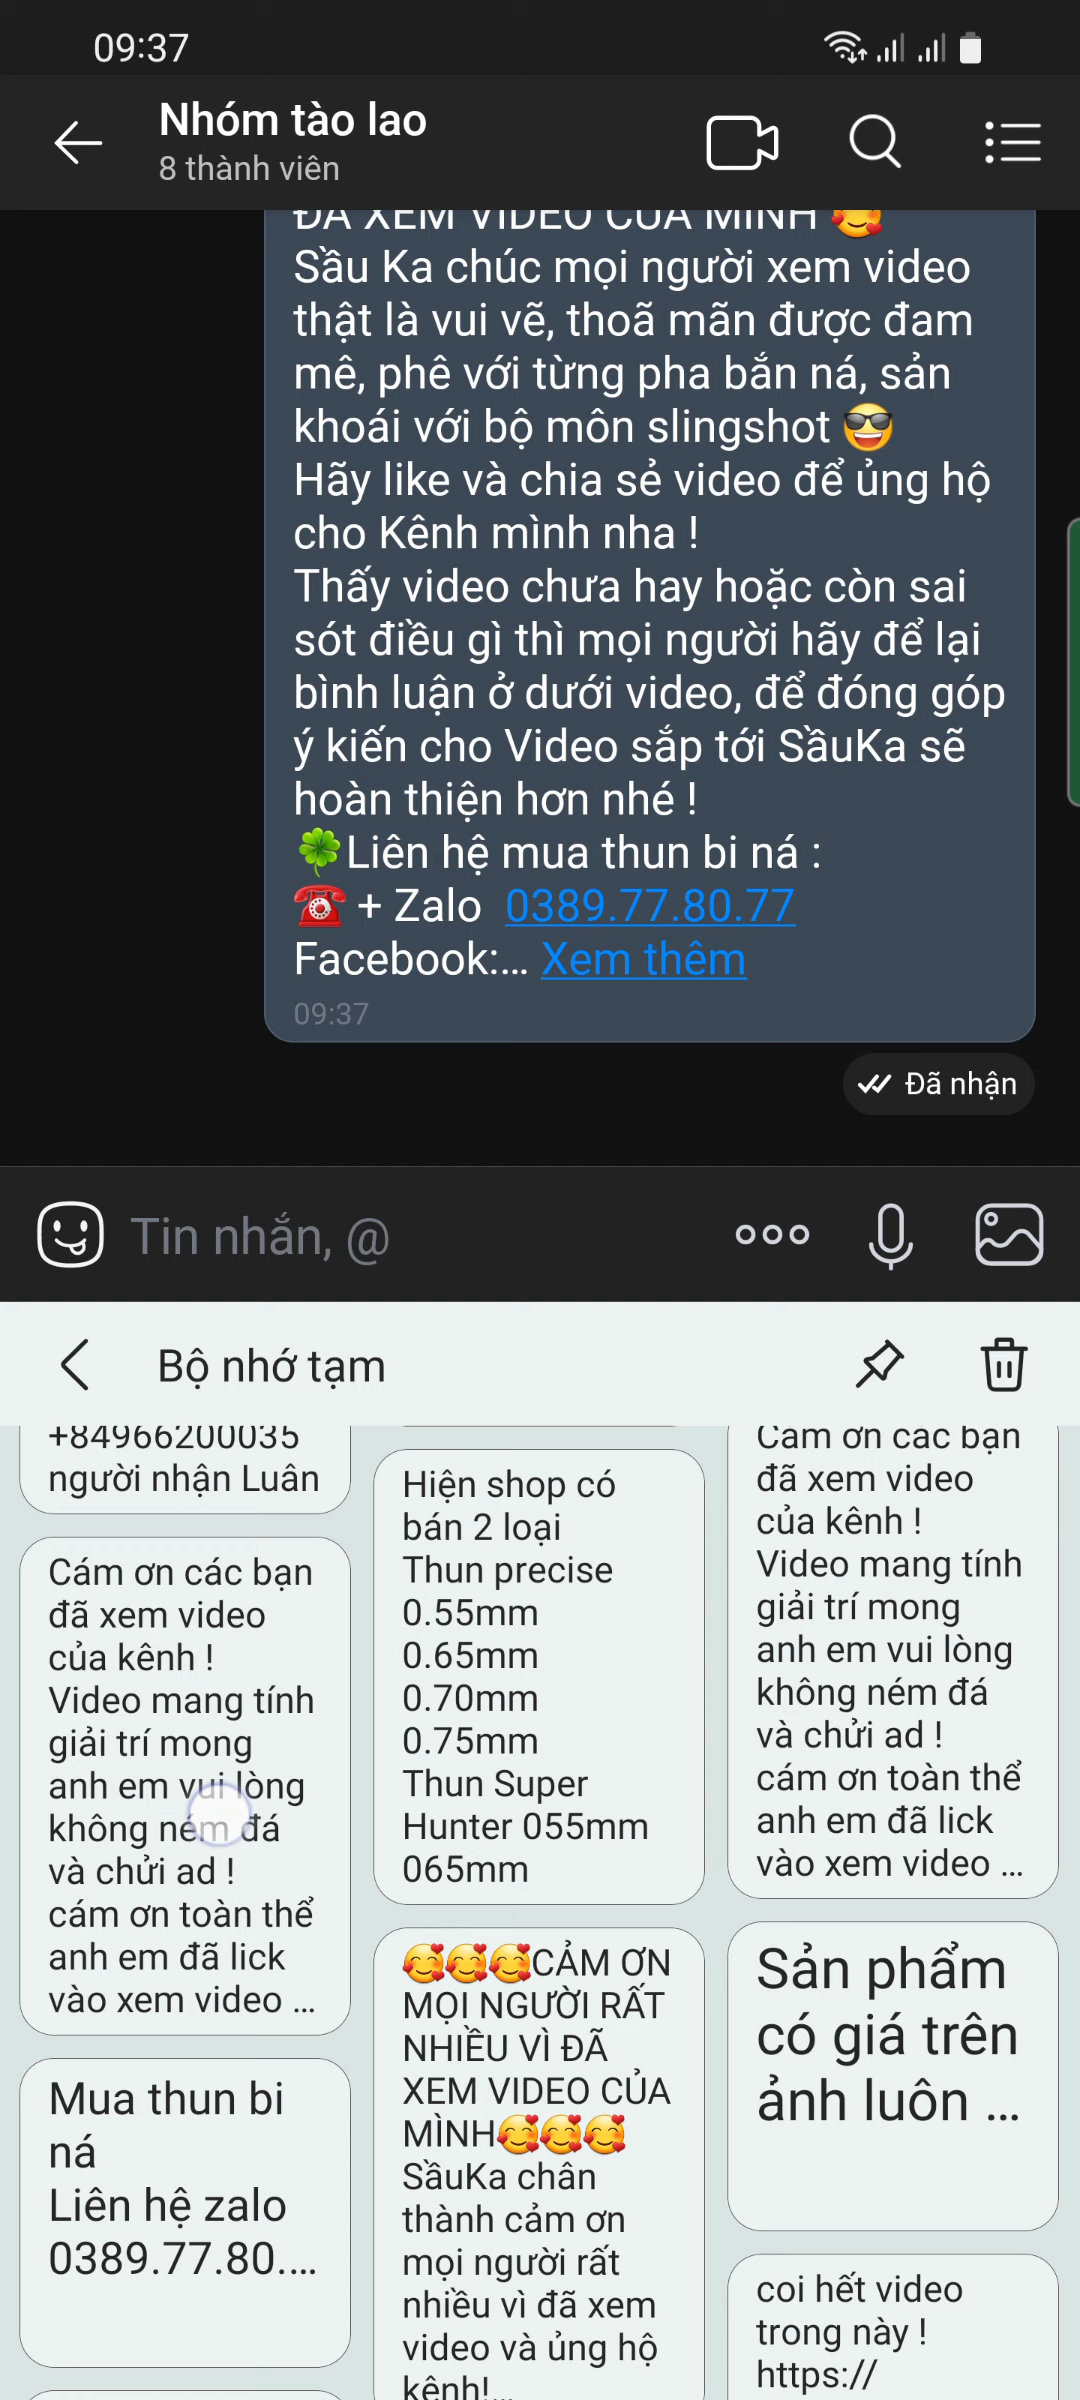 09:37
Nhóm tào lao
8 thành viên
ĐÃ XEM VIDEO CỦA MÌNH 🥰
Sầu Ka chúc mọi người xem video
thật là vui vẽ, thoã mãn được đam
mê, phê với từng pha bắn ná, sản
khoái với bộ môn slingshot 😎
Hãy like và chia sẻ video để ủng hộ
cho Kênh mình nha !
Thấy video chưa hay hoặc còn sai
sót điều gì thì mọi người hãy để lại
bình luận ở dưới video, để đóng góp
ý kiến cho Video sắp tới SầuKa sẽ
hoàn thiện hơn nhé !
🍀Liên hệ mua thun bi ná :
☎️ + Zalo 0389.77.80.77
Facebook:... Xem thêm
09:37
Đã nhận
Tin nhắn, @
Bộ nhớ tạm
+84966200035
người nhận Luân
Cám ơn các bạn
đã xem video
của kênh !
Video mang tính
giải trí mong
anh em vui lòng
không ném đá
và chửi ad !
cám ơn toàn thể
anh em đã lick
vào xem video ...
Mua thun bi
ná
Liên hệ zalo
0389.77.80....
Hiện shop có
bán 2 loại
Thun precise
0.55mm
0.65mm
0.70mm
0.75mm
Thun Super
Hunter 055mm
065mm
🥰🥰🥰CẢM ƠN
MỌI NGƯỜI RẤT
NHIỀU VÌ ĐÃ
XEM VIDEO CỦA
MÌNH🥰🥰🥰
SầuKa chân
thành cảm ơn
mọi người rất
nhiều vì đã xem
video và ủng hộ
kênh!...
Cám ơn các bạn
đã xem video
của kênh !
Video mang tính
giải trí mong
anh em vui lòng
không ném đá
và chửi ad !
cám ơn toàn thể
anh em đã lick
vào xem video ...
Sản phẩm
có giá trên
ảnh luôn ...
coi hết video
trong này !
https://